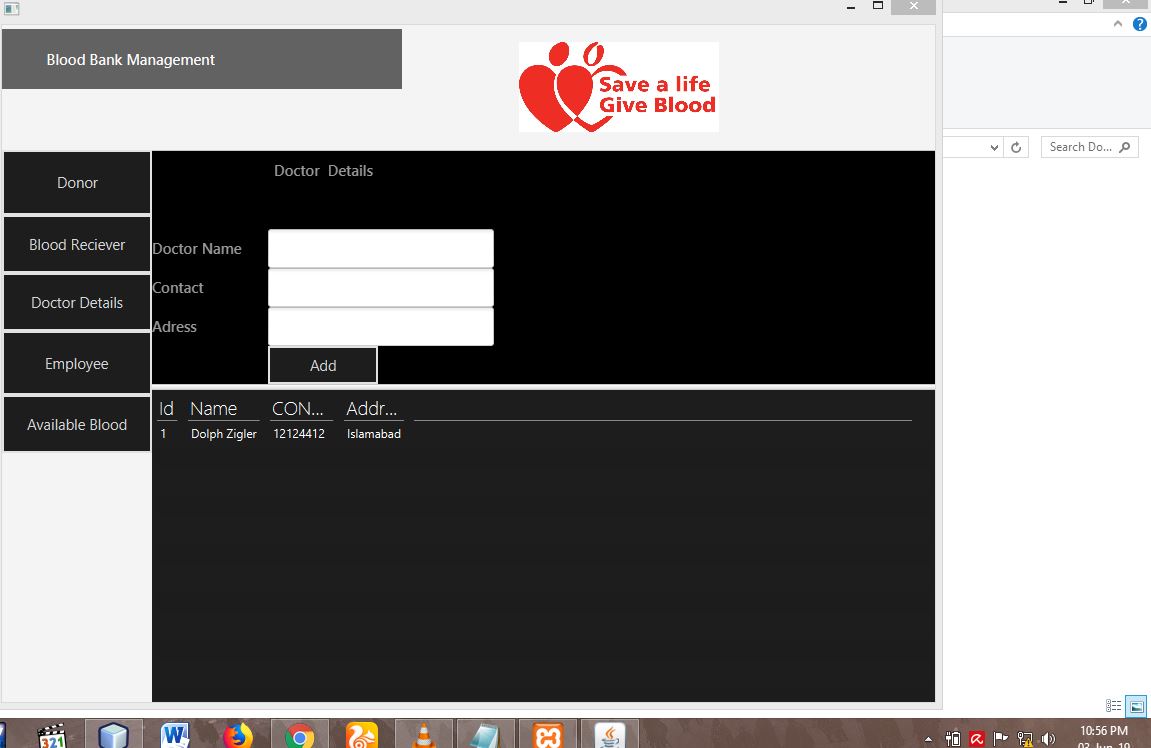 Blood Bank Management
Save a life
Give Blood
Search Do...
Donor
Blood Reciever
Doctor Details
Employee
Available Blood
Doctor Details
Doctor Name
Contact
Adress
Add
Id Name CON... Addr...
1 Dolph Zigler 12124412 Islamabad
321
W
10:56 PM
03-Jun-19